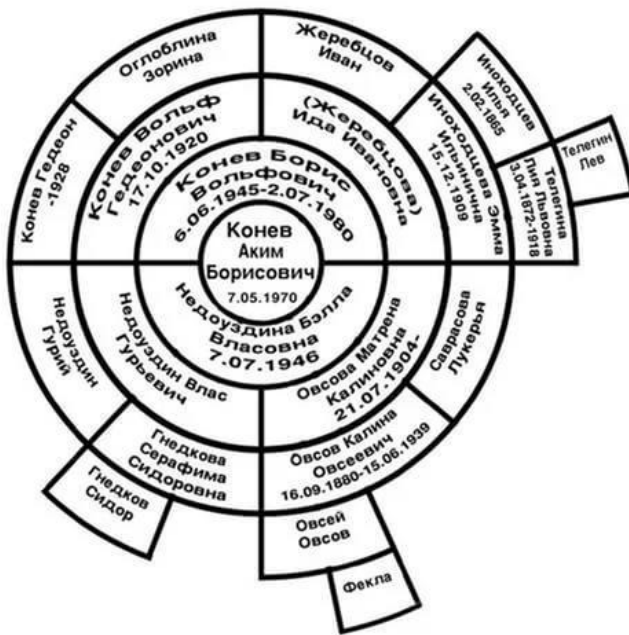 Оглоблина
Зорина
Жеребцов
Иван
Иноходцев
Илья
2.02.1865
Телегин
Лев
Конев Гедеон
-1928
Конев Вольф
Гедеонович
17.10.1920
(Жеребцова)
Ида Ивановна
Иноходцева Эмма
Ильинична
15.12.1909
Телегина
Лия Львовна
3.04.1872-1918
Конев Борис
Вольфович
6.06.1945-2.07.1980
Конев
Аким
Борисович
7.05.1970
Недоуздина Бэлла
Власовна
7.07.1946
Недоуздин
Гурий
Недоуздин Влас
Гурьевич
Овсова Матрена
Калиновна
21.07.1904-
Саврасова
Лукерья
Гнедкова
Серафима
Сидоровна
Овсов Калина
Овсеевич
16.09.1880-15.06.1939
Гнедков
Сидор
Овсей
Овсов
Фекла